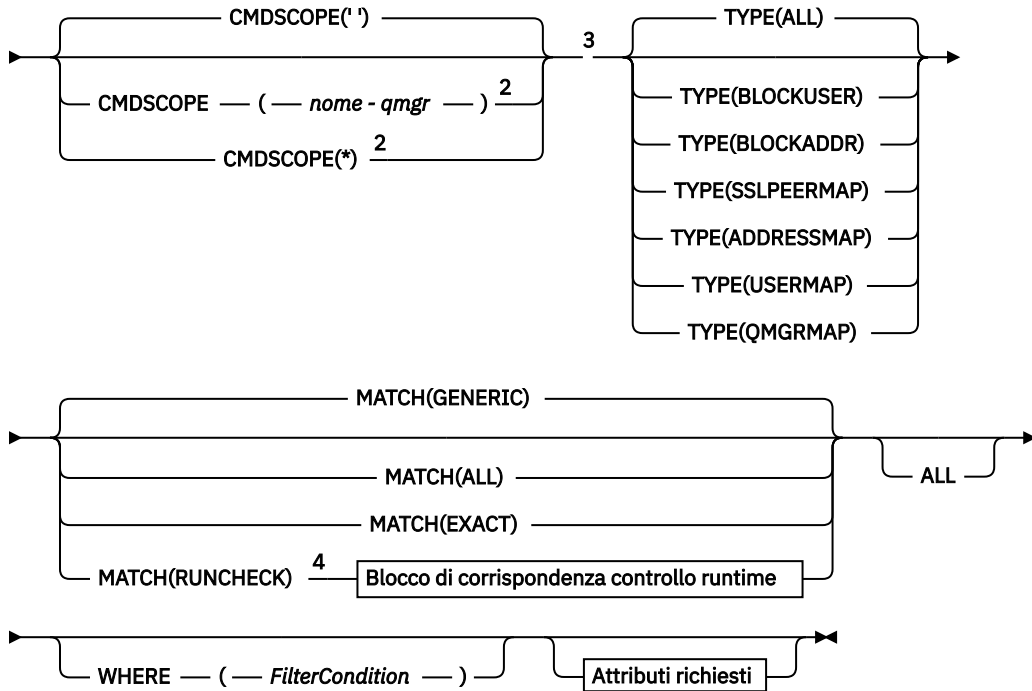 CMDSCOPE(' ')
CMDSCOPE ( nome - qmgr ) 2
CMDSCOPE(*) 2
3
TYPE(ALL)
TYPE(BLOCKUSER)
TYPE(BLOCKADDR)
TYPE(SSLPEERMAP)
TYPE(ADDRESSMAP)
TYPE(USERMAP)
TYPE(QMGRMAP)
MATCH(GENERIC)
MATCH(ALL)
MATCH(EXACT)
MATCH(RUNCHECK) 4 Blocco di corrispondenza controllo runtime
ALL
WHERE ( FilterCondition )
Attributi richiesti